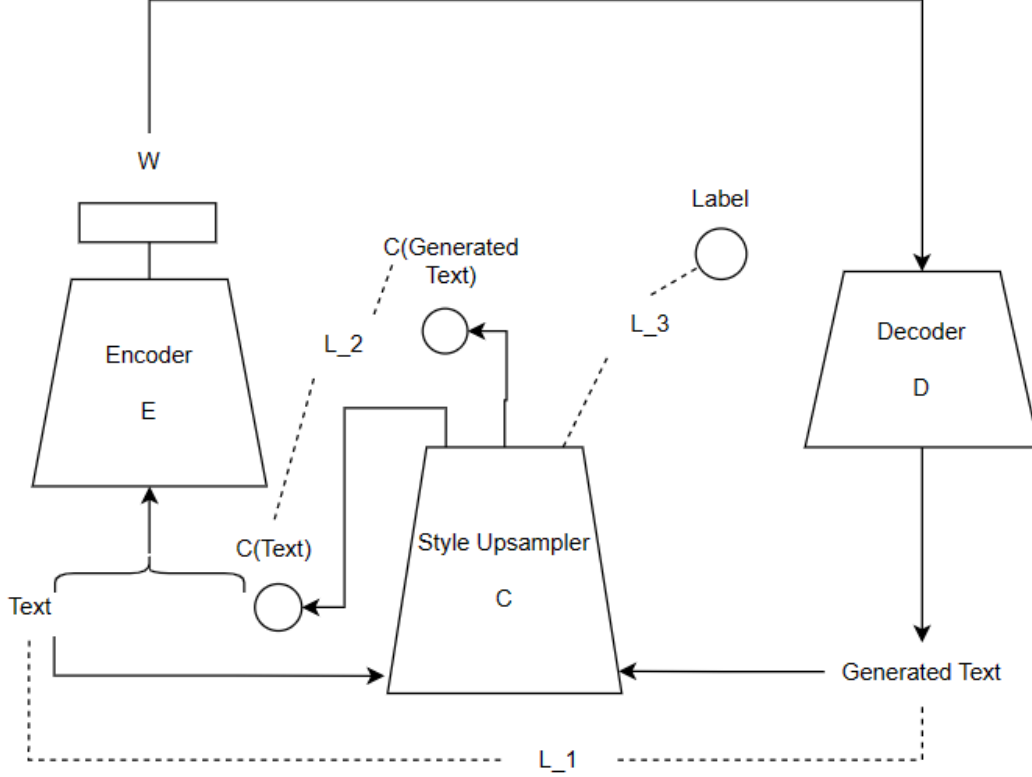 W
Label
C(Generated
Text)
L_2
L_3
Encoder
E
Decoder
D
C(Text)
Style Upsampler
C
Text
Generated Text
L_1